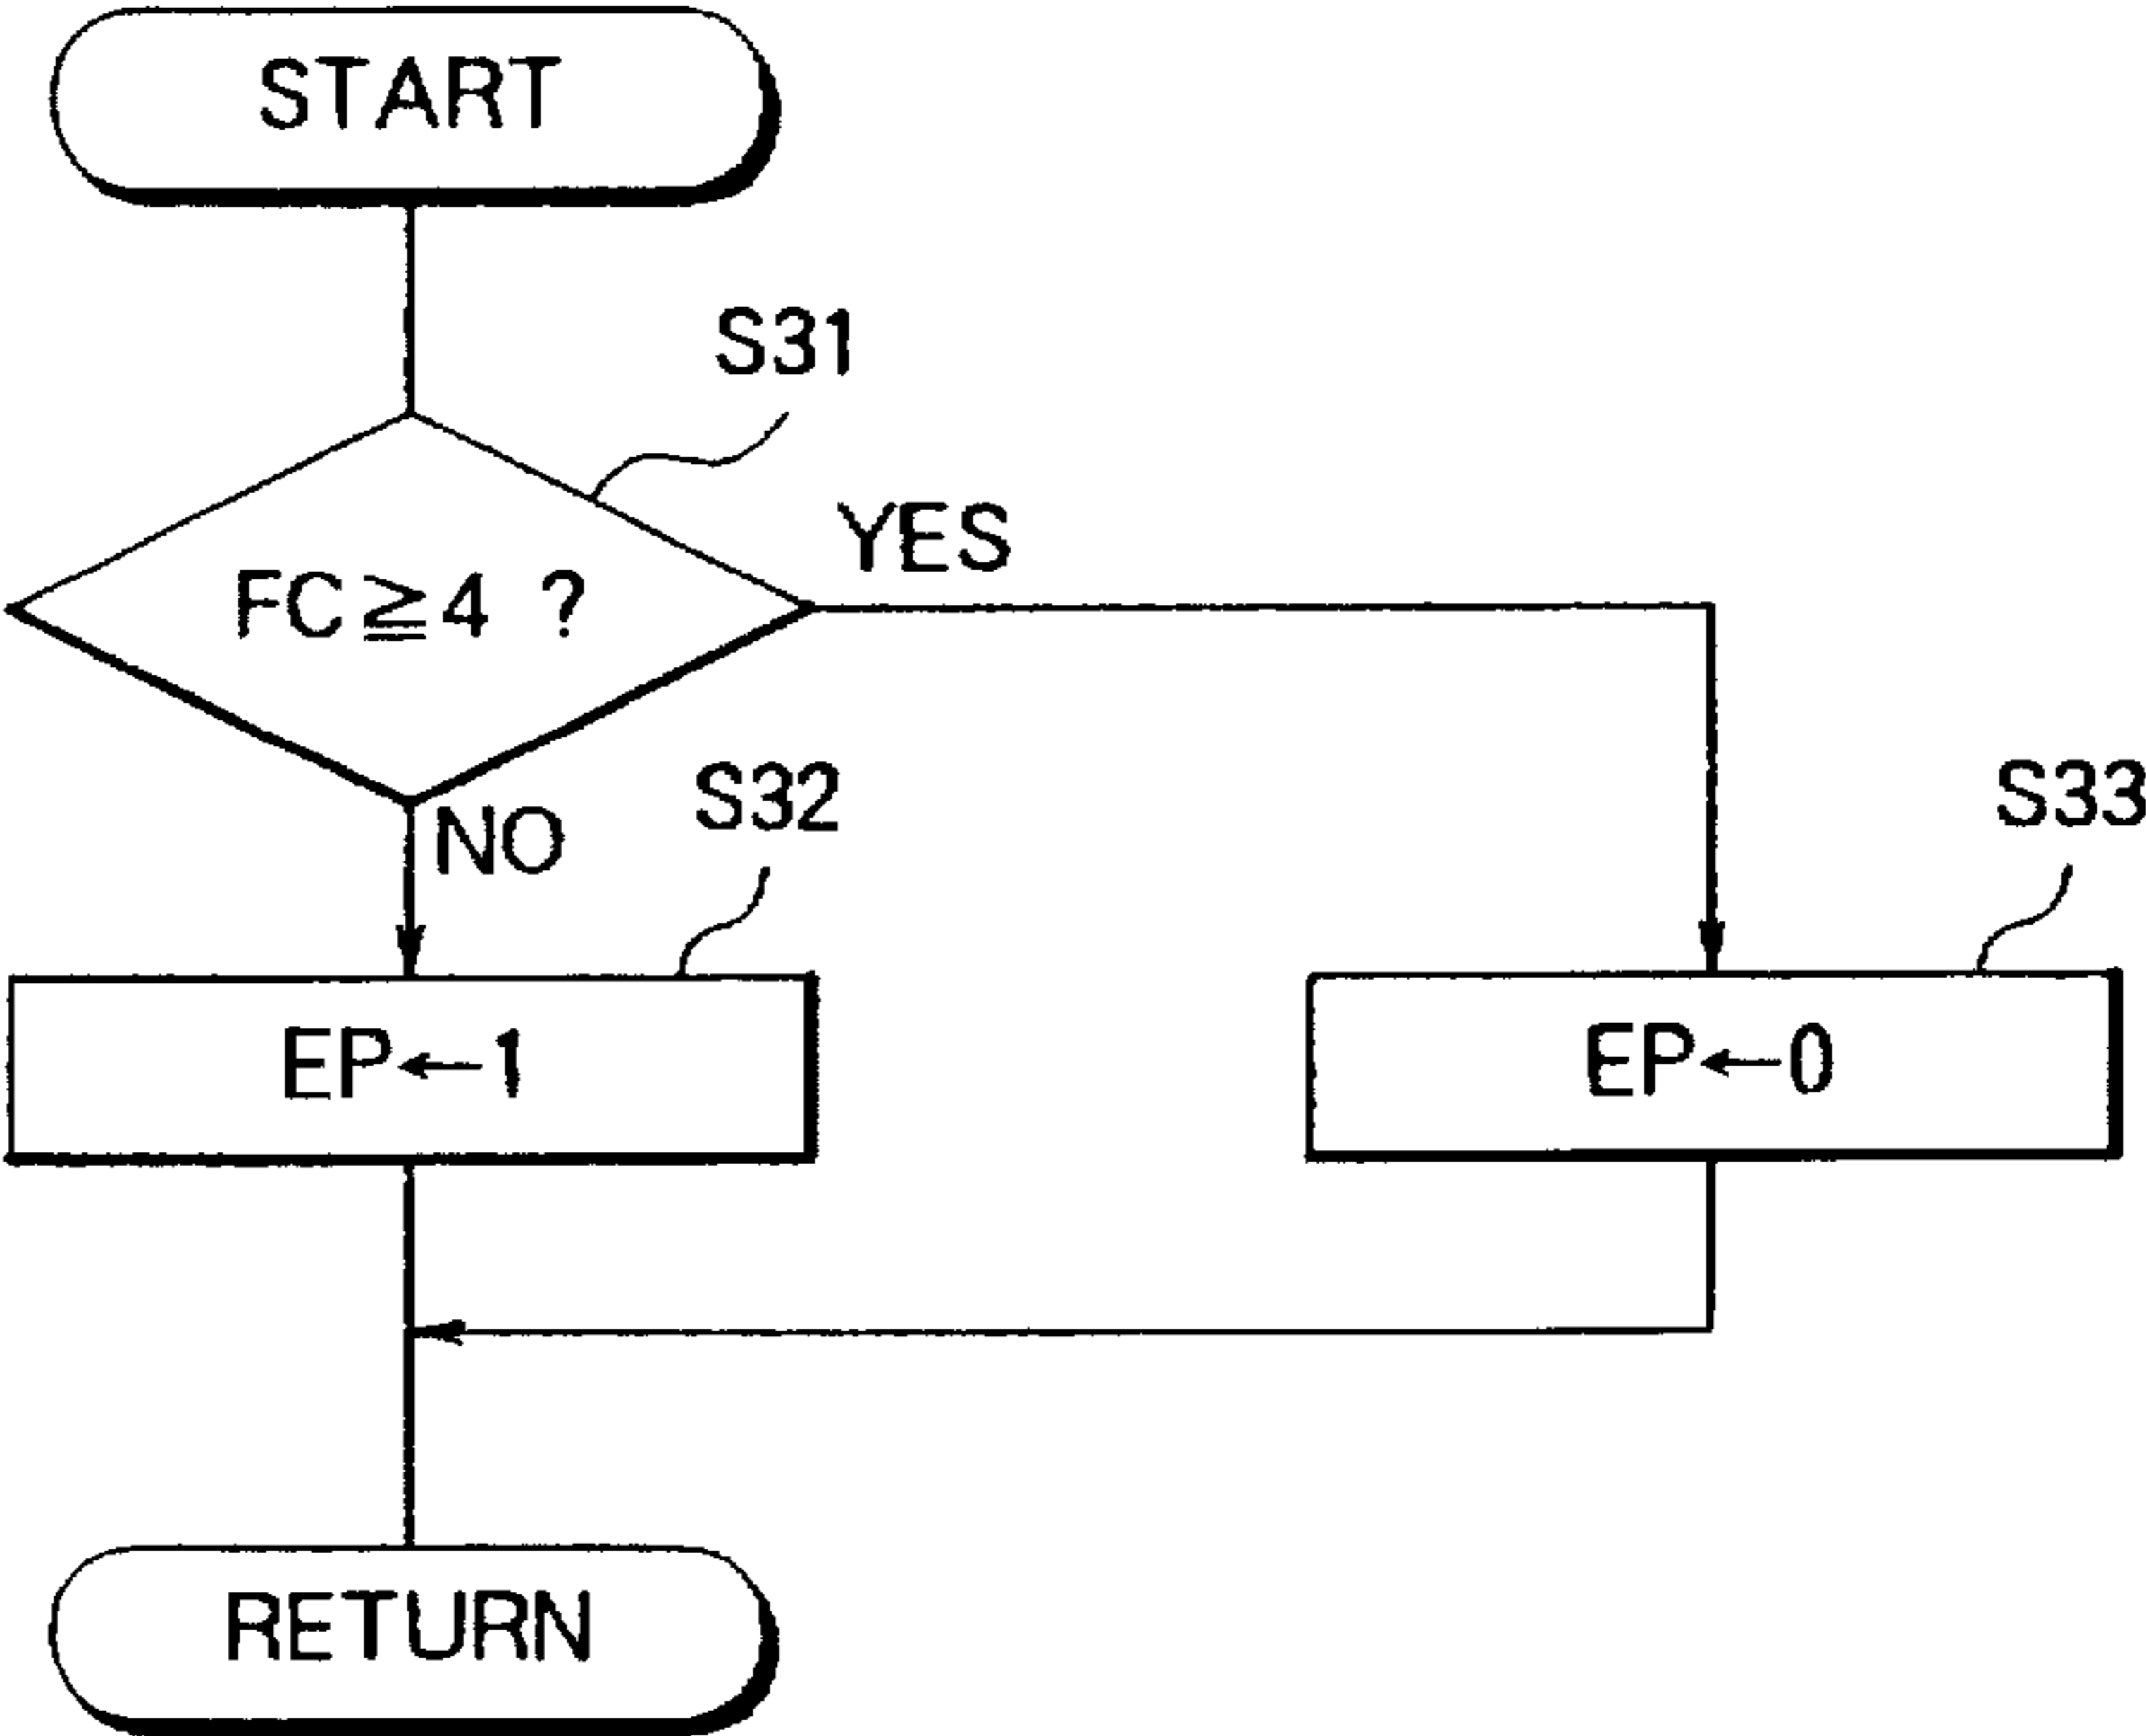 START
S31
YES
FC≧4 ?
NO
S32
S33
EP←1
EP←0
RETURN